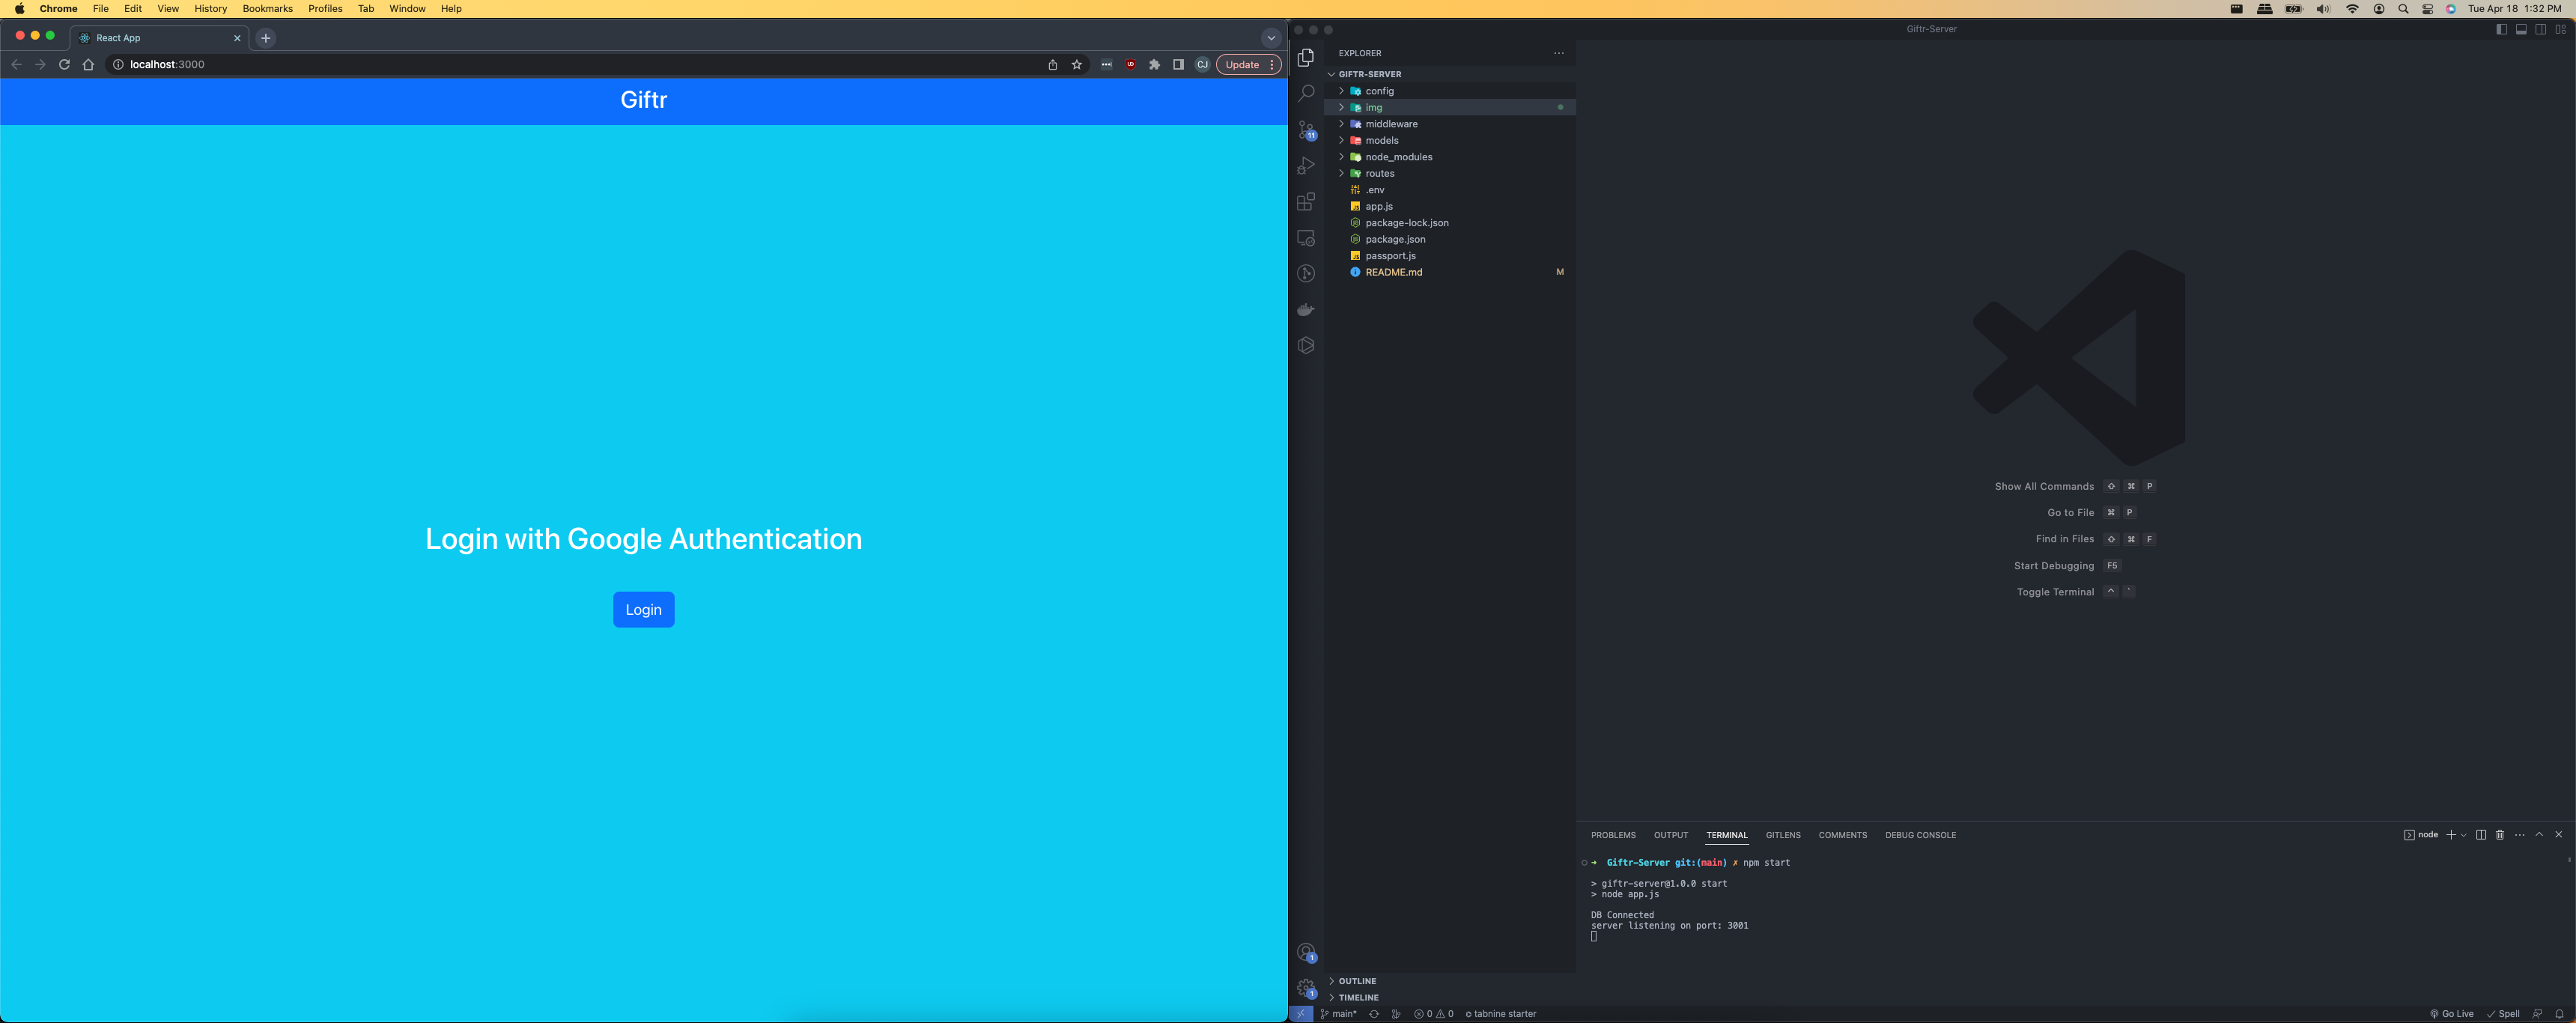 Chrome File Edit View History Bookmarks Profiles Tab Window Help
Tue Apr 18 1:32 PM
React App
localhost:3000
UD
CJ
Update
Giftr
Login with Google Authentication
Login
Giftr-Server
EXPLORER
GIFTR-SERVER
config
img
middleware
models
node_modules
routes
.env
app.js
package-lock.json
package.json
passport.js
README.md M
11
Show All Commands ⇧ ⌘ P
Go to File ⌘ P
Find in Files ⇧ ⌘ F
Start Debugging F5
Toggle Terminal ^ `
PROBLEMS OUTPUT TERMINAL GITLENS COMMENTS DEBUG CONSOLE
node
➜ Giftr-Server git:(main) ✗ npm start
> giftr-server@1.0.0 start
> node app.js
DB Connected
server listening on port: 3001
1
1
OUTLINE
TIMELINE
main* 0 0 tabnine starter
Go Live Spell